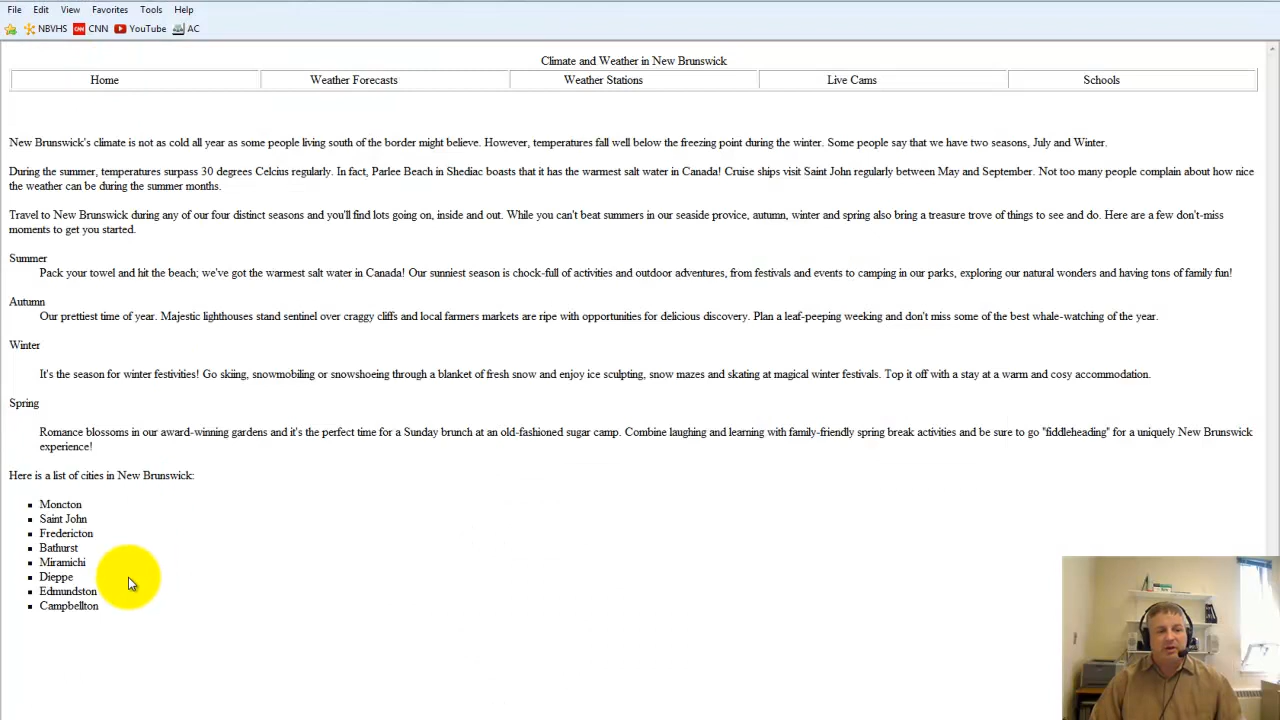 File Edit View Favorites Tools Help
NBVHS CNN YouTube AC
Climate and Weather in New Brunswick
Home Weather Forecasts Weather Stations Live Cams Schools
New Brunswick's climate is not as cold all year as some people living south of the border might believe. However, temperatures fall well below the freezing point during the winter. Some people say that we have two seasons, July and Winter.
During the summer, temperatures surpass 30 degrees Celcius regularly. In fact, Parlee Beach in Shediac boasts that it has the warmest salt water in Canada! Cruise ships visit Saint John regularly between May and September. Not too many people complain about how nice
the weather can be during the summer months.
Travel to New Brunswick during any of our four distinct seasons and you'll find lots going on, inside and out. While you can't beat summers in our seaside provice, autumn, winter and spring also bring a treasure trove of things to see and do. Here are a few don't-miss
moments to get you started.
Summer
Pack your towel and hit the beach; we've got the warmest salt water in Canada! Our sunniest season is chock-full of activities and outdoor adventures, from festivals and events to camping in our parks, exploring our natural wonders and having tons of family fun!
Autumn
Our prettiest time of year. Majestic lighthouses stand sentinel over craggy cliffs and local farmers markets are ripe with opportunities for delicious discovery. Plan a leaf-peeping weeking and don't miss some of the best whale-watching of the year.
Winter
It's the season for winter festivities! Go skiing, snowmobiling or snowshoeing through a blanket of fresh snow and enjoy ice sculpting, snow mazes and skating at magical winter festivals. Top it off with a stay at a warm and cosy accommodation.
Spring
Romance blossoms in our award-winning gardens and it's the perfect time for a Sunday brunch at an old-fashioned sugar camp. Combine laughing and learning with family-friendly spring break activities and be sure to go "fiddleheading" for a uniquely New Brunswick
experience!
Here is a list of cities in New Brunswick:
Moncton
Saint John
Fredericton
Bathurst
Miramichi
Dieppe
Edmundston
Campbellton